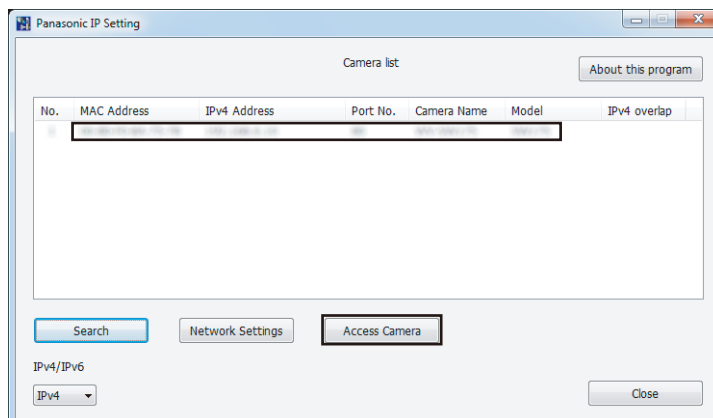 Panasonic IP Setting
Camera list
About this program
No. MAC Address IPv4 Address Port No. Camera Name Model IPv4 overlap
Search Network Settings Access Camera
IPv4/IPv6
IPv4 Close